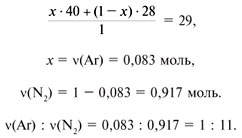 x · 40 + (1 − x) · 28
1
= 29,
x = ν(Ar) = 0,083 моль,
ν(N₂) = 1 − 0,083 = 0,917 моль.
ν(Ar) : ν(N₂) = 0,083 : 0,917 = 1 : 11.